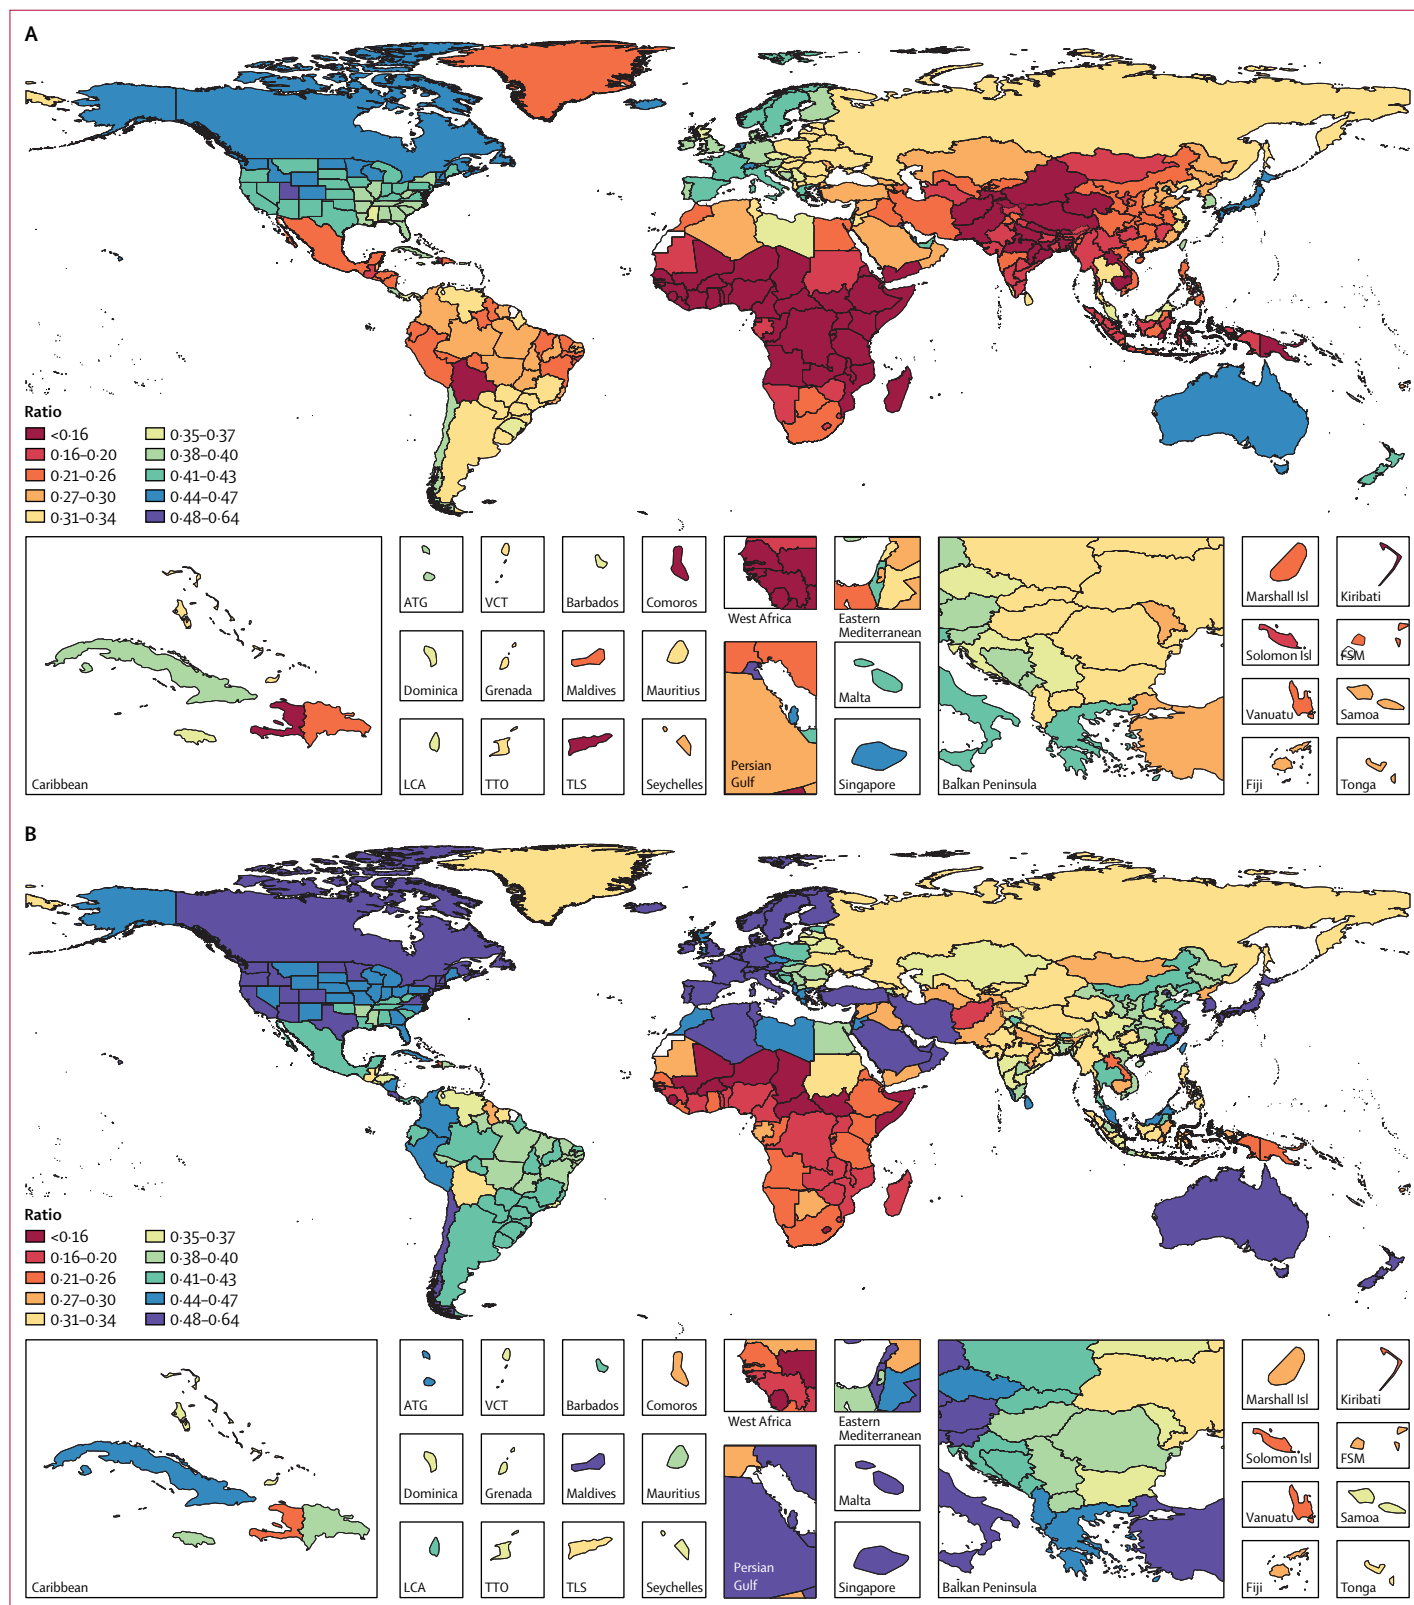 A
Ratio
<0·16
0·16–0·20
0·21–0·26
0·27–0·30
0·31–0·34
0·35–0·37
0·38–0·40
0·41–0·43
0·44–0·47
0·48–0·64
Caribbean
ATG
VCT
Barbados
Comoros
Dominica
Grenada
Maldives
Mauritius
LCA
TTO
TLS
Seychelles
West Africa
Eastern
Mediterranean
Persian
Gulf
Malta
Singapore
Balkan Peninsula
Marshall Isl
Kiribati
Solomon Isl
FSM
Vanuatu
Samoa
Fiji
Tonga
B
Ratio
<0·16
0·16–0·20
0·21–0·26
0·27–0·30
0·31–0·34
0·35–0·37
0·38–0·40
0·41–0·43
0·44–0·47
0·48–0·64
Caribbean
ATG
VCT
Barbados
Comoros
Dominica
Grenada
Maldives
Mauritius
LCA
TTO
TLS
Seychelles
West Africa
Eastern
Mediterranean
Persian
Gulf
Malta
Singapore
Balkan Peninsula
Marshall Isl
Kiribati
Solomon Isl
FSM
Vanuatu
Samoa
Fiji
Tonga